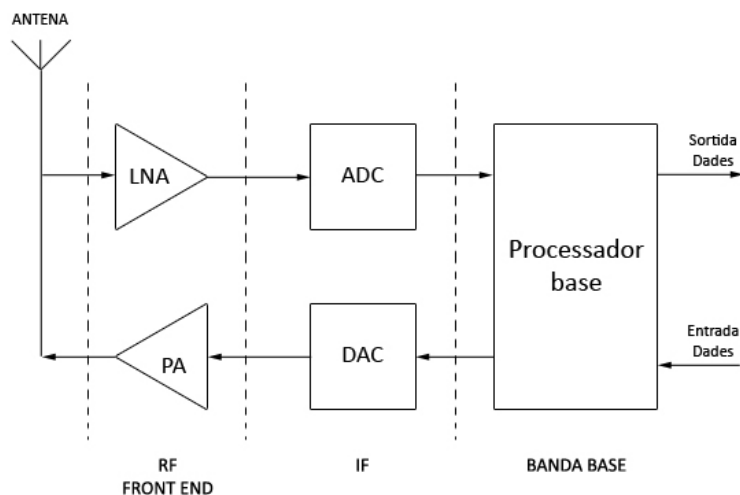 ANTENA
LNA
ADC
Processador
base
Sortida
Dades
PA
DAC
Entrada
Dades
RF
FRONT END
IF
BANDA BASE